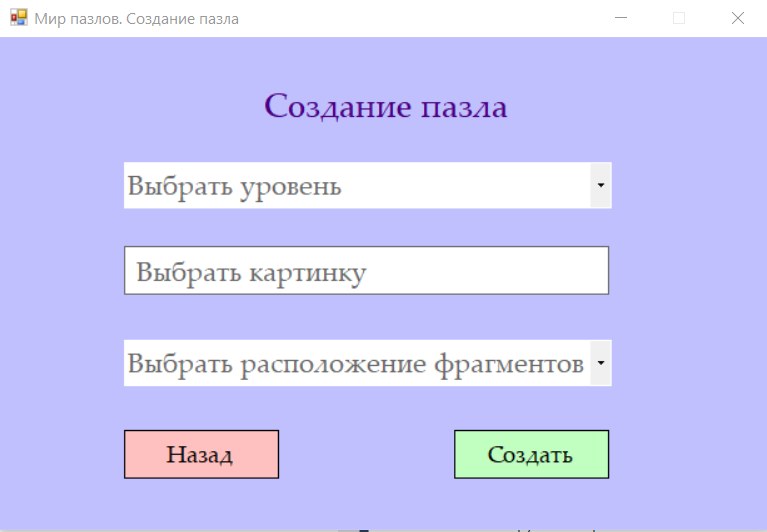 Мир пазлов. Создание пазла
Создание пазла
Выбрать уровень
Выбрать картинку
Выбрать расположение фрагментов
Назад
Создать